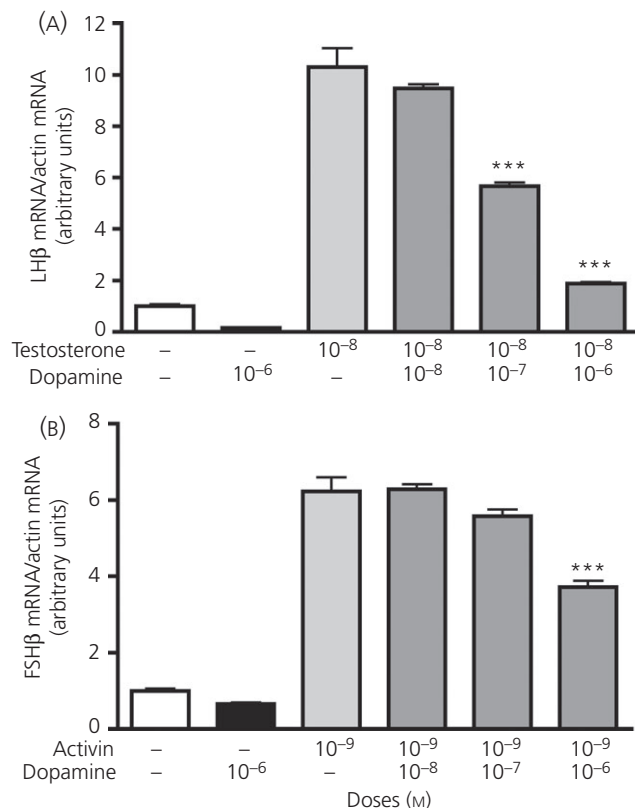 (A)
LHβ mRNA/actin mRNA
(arbitrary units)
12
10
8
6
4
2
0
***
***
Testosterone – – 10⁻⁸ 10⁻⁸ 10⁻⁸ 10⁻⁸
Dopamine – 10⁻⁶ – 10⁻⁸ 10⁻⁷ 10⁻⁶
(B)
FSHβ mRNA/actin mRNA
(arbitrary units)
8
6
4
2
0
***
Activin – – 10⁻⁹ 10⁻⁹ 10⁻⁹ 10⁻⁹
Dopamine – 10⁻⁶ – 10⁻⁸ 10⁻⁷ 10⁻⁶
Doses (M)